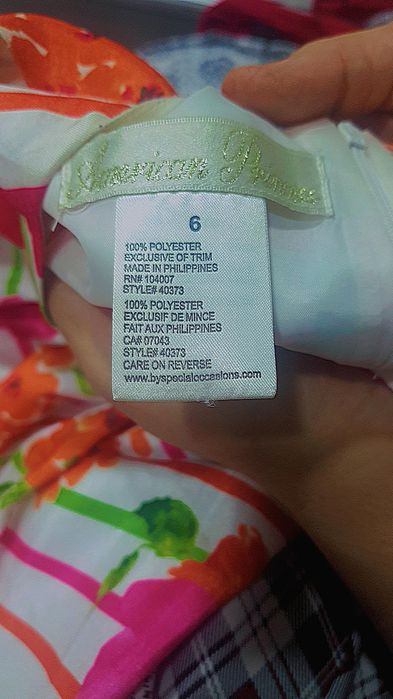 American Princess
6
100% POLYESTER
EXCLUSIVE OF TRIM
MADE IN PHILIPPINES
RN# 104007
STYLE# 40373
100% POLYESTER
EXCLUSIF DE MINCE
FAIT AUX PHILIPPINES
CA# 07043
STYLE# 40373
CARE ON REVERSE
www.byspecialoccasions.com